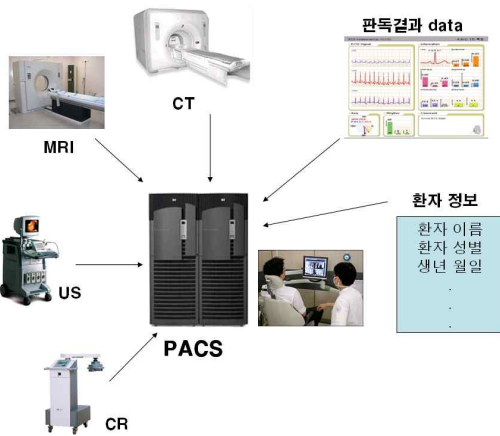 판독결과 data
CT
MRI
환자 정보
환자 이름
환자 성별
생년 월일
.
.
.
US
PACS
CR